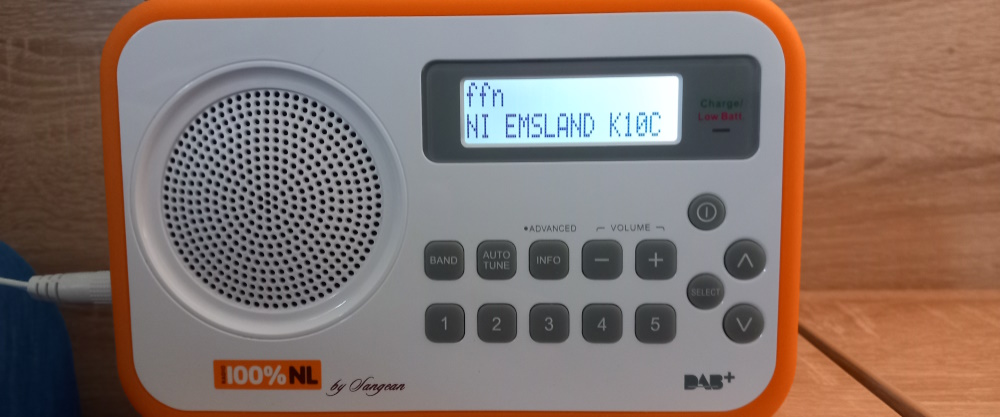 ffn
NI EMSLAND K10C
Charge/
Low Batt.
•ADVANCED
VOLUME
BAND
AUTO TUNE
INFO
−
+
SELECT
1
2
3
4
5
100% NL
by Sangean
DAB+